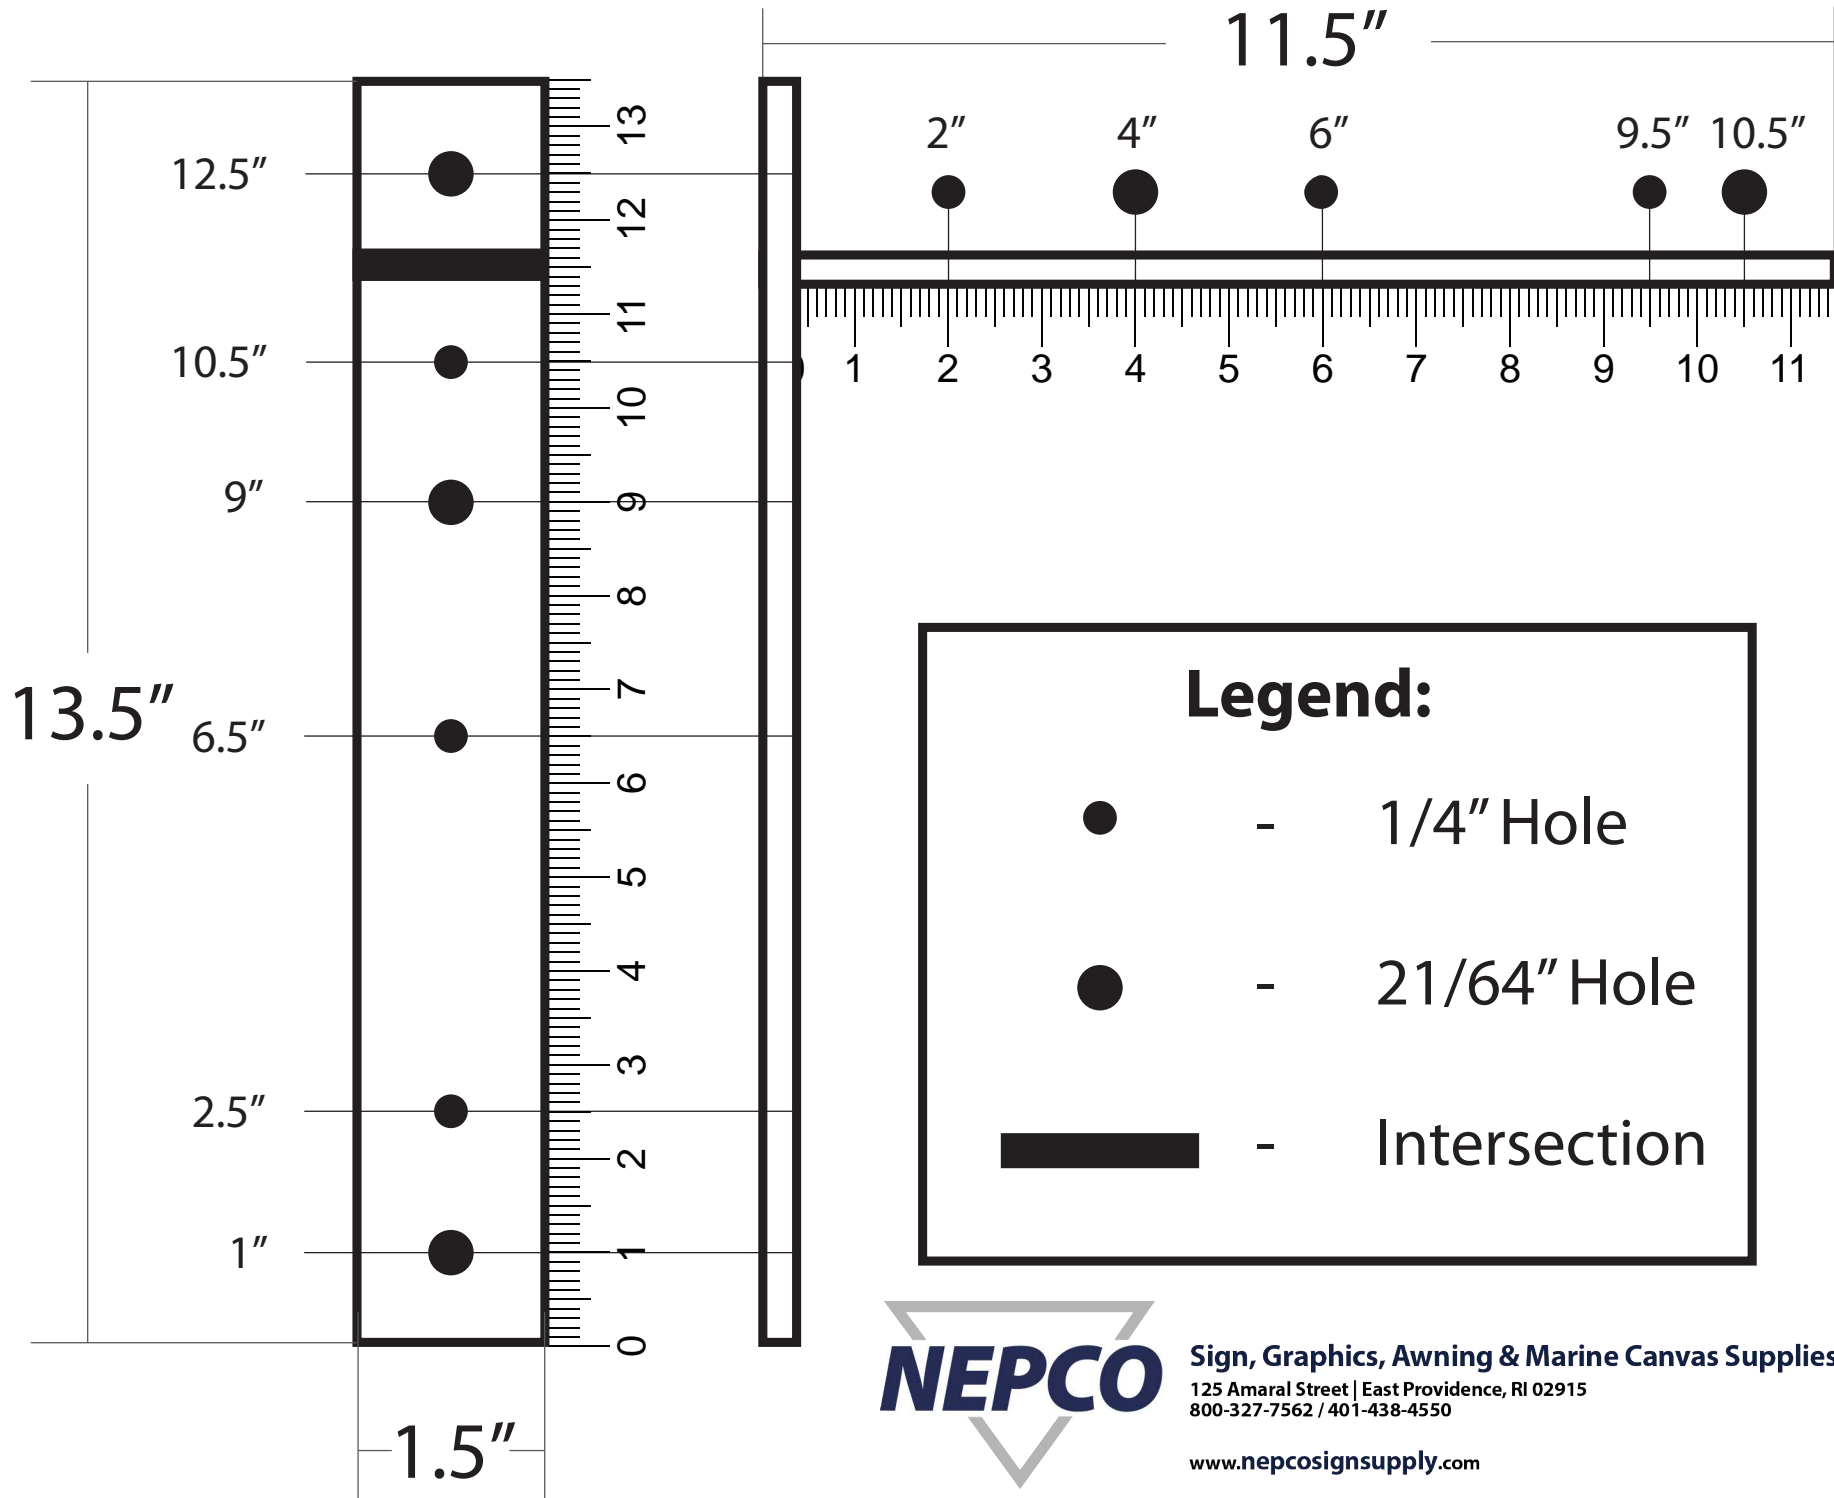 11.5”
2” 4” 6” 9.5” 10.5”
12.5”
10.5”
9”
13.5”
6.5”
2.5”
1”
1.5”
13
12
11
10
9
8
7
6
5
4
3
2
1
0
1 2 3 4 5 6 7 8 9 10 11
Legend:
- 1/4” Hole
- 21/64” Hole
- Intersection
NEPCO
Sign, Graphics, Awning & Marine Canvas Supplies
125 Amaral Street | East Providence, RI 02915
800-327-7562 / 401-438-4550
www.nepcosignsupply.com